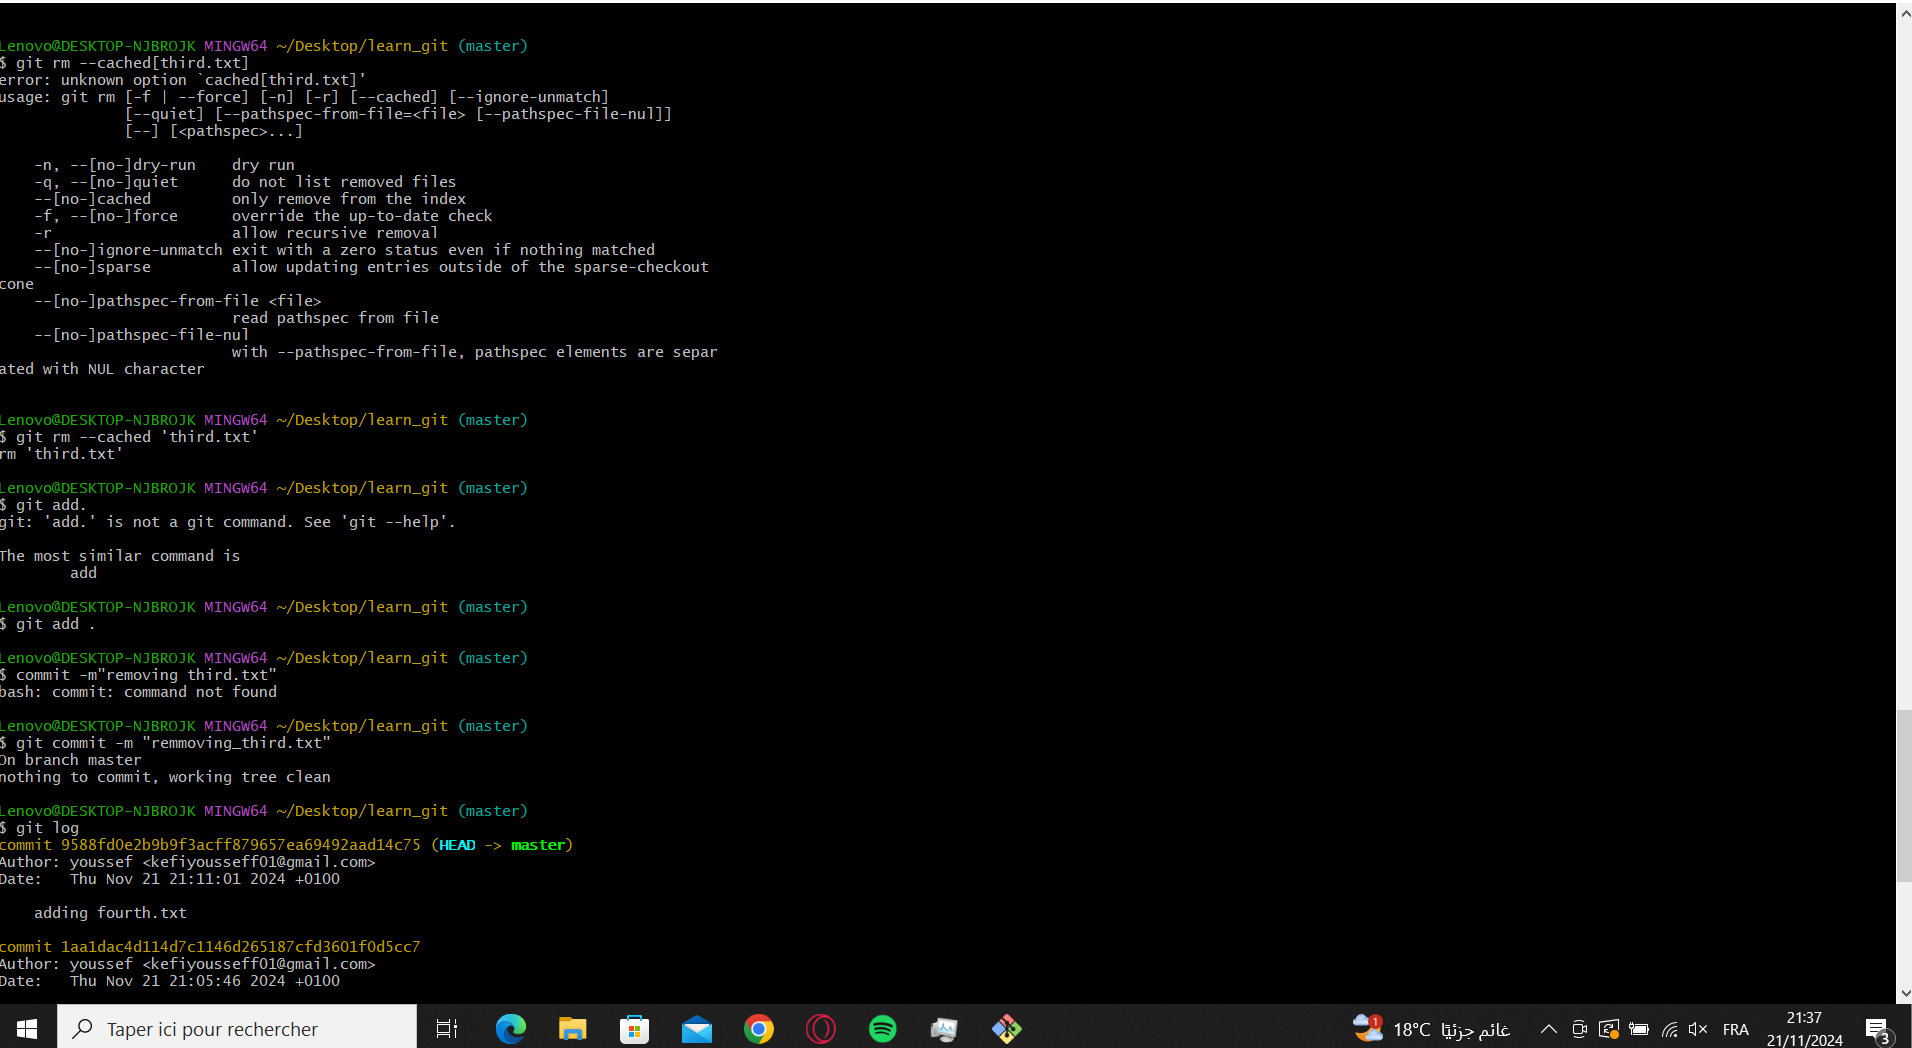 Lenovo@DESKTOP-NJBROJK MINGW64 ~/Desktop/learn_git (master)
$ git rm --cached[third.txt]
error: unknown option `cached[third.txt]'
usage: git rm [-f | --force] [-n] [-r] [--cached] [--ignore-unmatch]
              [--quiet] [--pathspec-from-file=<file> [--pathspec-file-nul]]
              [--] [<pathspec>...]
    -n, --[no-]dry-run    dry run
    -q, --[no-]quiet      do not list removed files
    --[no-]cached         only remove from the index
    -f, --[no-]force      override the up-to-date check
    -r                    allow recursive removal
    --[no-]ignore-unmatch exit with a zero status even if nothing matched
    --[no-]sparse         allow updating entries outside of the sparse-checkout
cone
    --[no-]pathspec-from-file <file>
                          read pathspec from file
    --[no-]pathspec-file-nul
                          with --pathspec-from-file, pathspec elements are separ
ated with NUL character
Lenovo@DESKTOP-NJBROJK MINGW64 ~/Desktop/learn_git (master)
$ git rm --cached 'third.txt'
rm 'third.txt'
Lenovo@DESKTOP-NJBROJK MINGW64 ~/Desktop/learn_git (master)
$ git add.
git: 'add.' is not a git command. See 'git --help'.
The most similar command is
        add
Lenovo@DESKTOP-NJBROJK MINGW64 ~/Desktop/learn_git (master)
$ git add .
Lenovo@DESKTOP-NJBROJK MINGW64 ~/Desktop/learn_git (master)
$ commit -m"removing third.txt"
bash: commit: command not found
Lenovo@DESKTOP-NJBROJK MINGW64 ~/Desktop/learn_git (master)
$ git commit -m "remmoving_third.txt"
On branch master
nothing to commit, working tree clean
Lenovo@DESKTOP-NJBROJK MINGW64 ~/Desktop/learn_git (master)
$ git log
commit 9588fd0e2b9b9f3acff879657ea69492aad14c75 (HEAD -> master)
Author: youssef <kefiyousseff01@gmail.com>
Date:   Thu Nov 21 21:11:01 2024 +0100
    adding fourth.txt
commit 1aa1dac4d114d7c1146d265187cfd3601f0d5cc7
Author: youssef <kefiyousseff01@gmail.com>
Date:   Thu Nov 21 21:05:46 2024 +0100
Taper ici pour rechercher
1
18°C غائم جزئيًا
FRA
21:37
21/11/2024
3